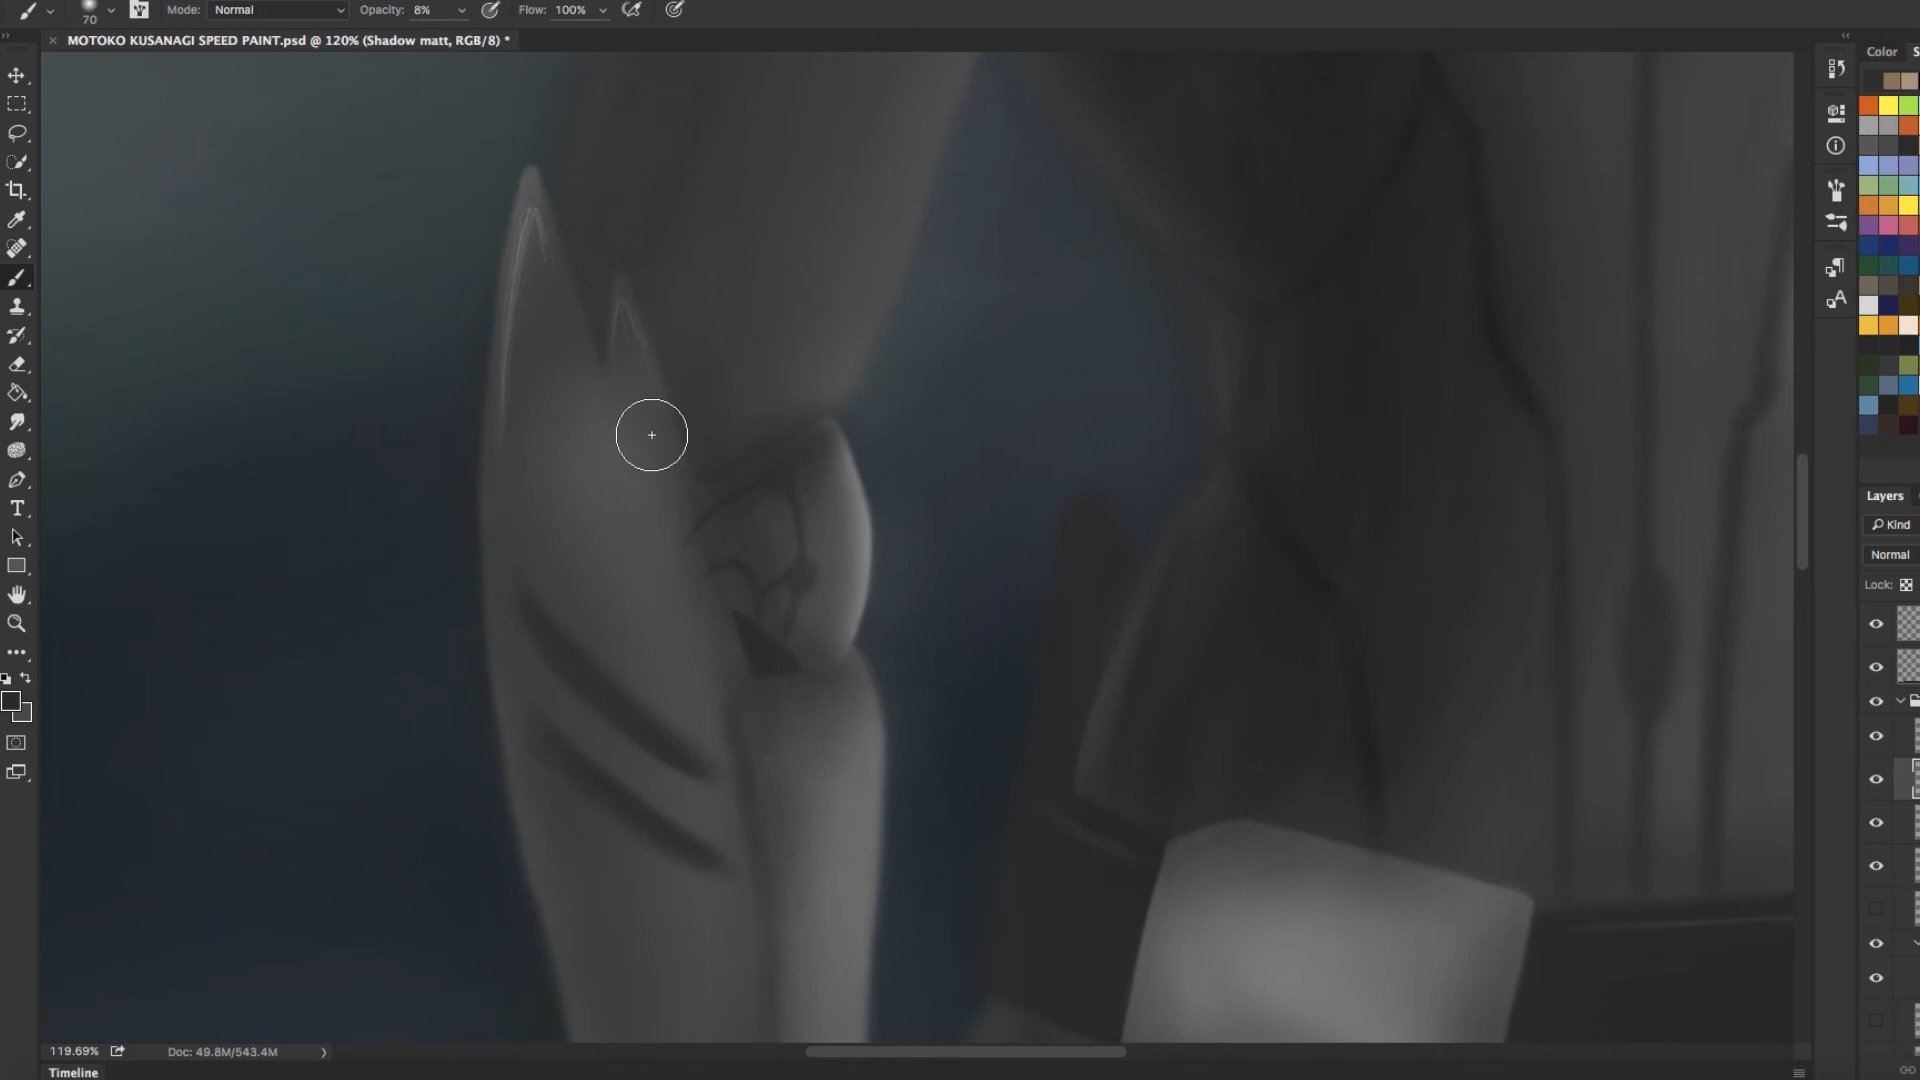 70
Mode: Normal
Opacity: 8%
Flow: 100%
MOTOKO KUSANAGI SPEED PAINT.psd @ 120% (Shadow matt, RGB/8) *
Color
S
Layers
Kind
Normal
Lock:
119.69%
Doc: 49.8M/543.4M
Timeline